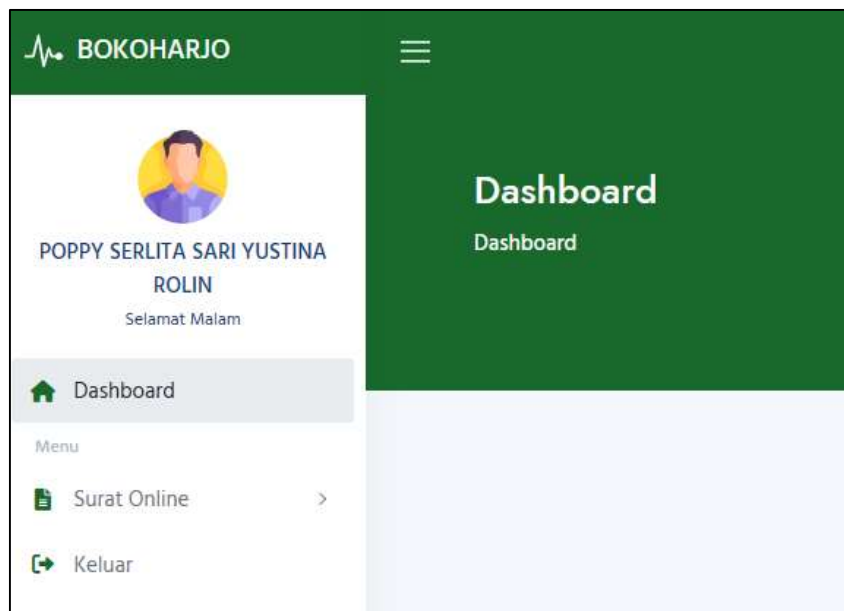 BOKOHARJO
POPPY SERLITA SARI YUSTINA
ROLIN
Selamat Malam
Dashboard
Menu
Surat Online
Keluar
Dashboard
Dashboard